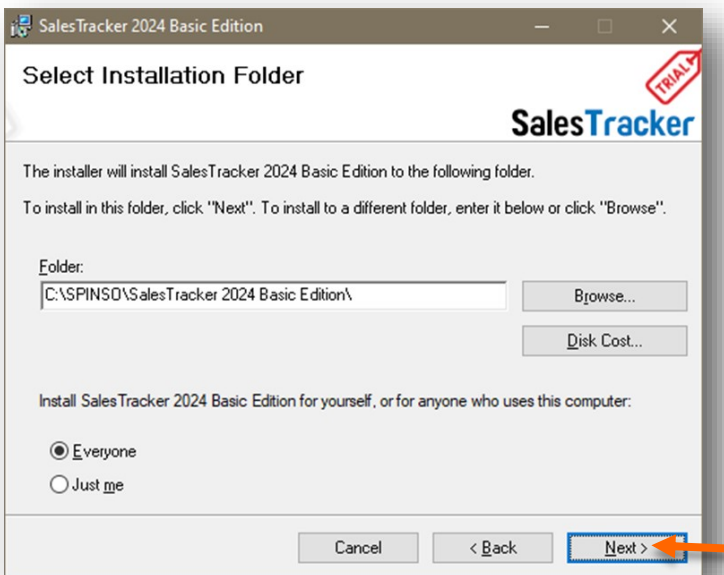 SalesTracker 2024 Basic Edition
Select Installation Folder
TRIAL
SalesTracker
The installer will install SalesTracker 2024 Basic Edition to the following folder.
To install in this folder, click "Next". To install to a different folder, enter it below or click "Browse".
Folder:
C:\SPINSO\SalesTracker 2024 Basic Edition\
Browse...
Disk Cost...
Install SalesTracker 2024 Basic Edition for yourself, or for anyone who uses this computer:
Everyone
Just me
Cancel
< Back
Next >